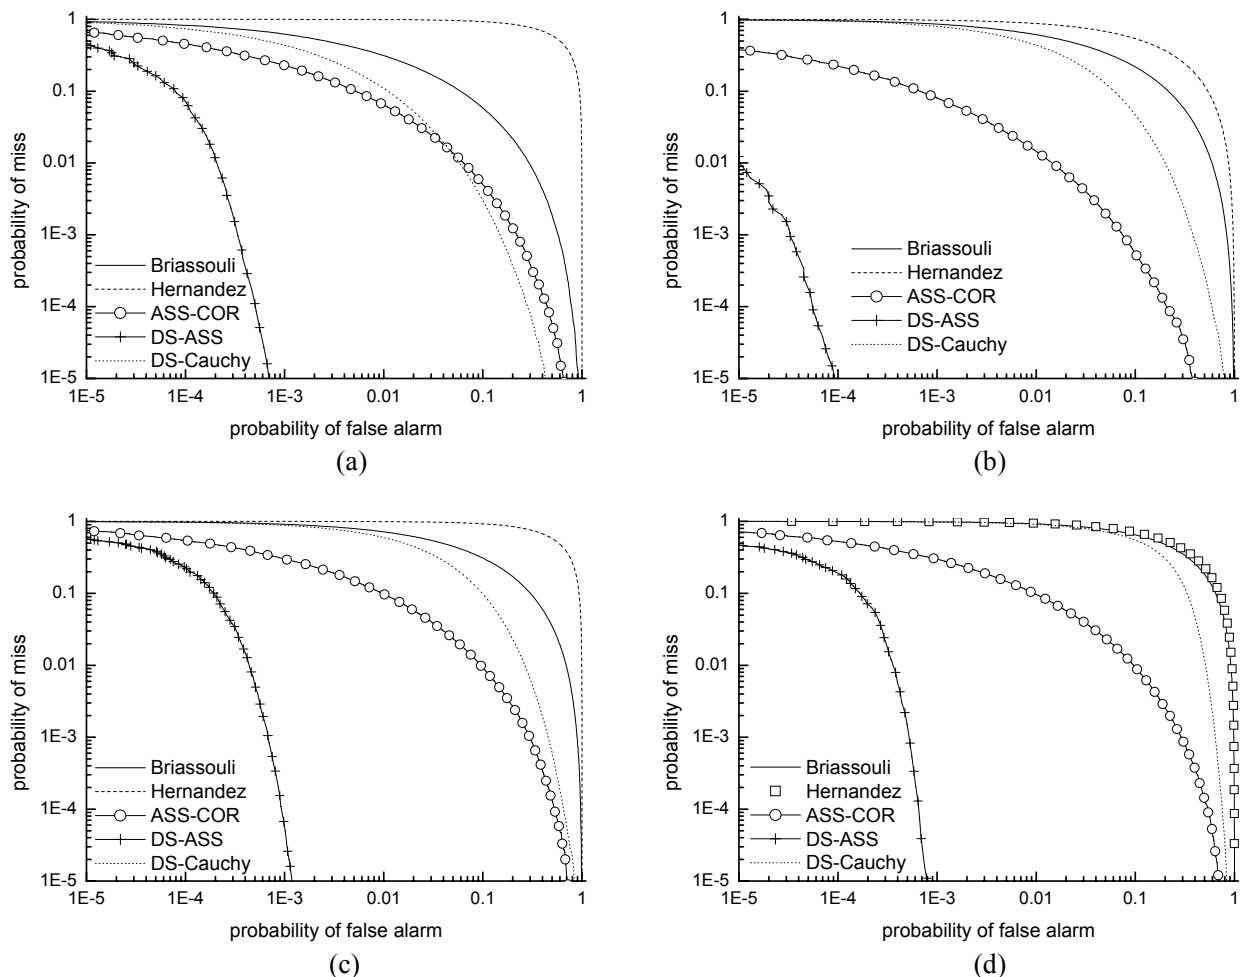 (a)
probability of miss
1
0.1
0.01
1E-3
1E-4
1E-5
Briassouli
Hernandez
ASS-COR
DS-ASS
DS-Cauchy
1E-5 1E-4 1E-3 0.01 0.1 1
probability of false alarm
(b)
probability of miss
1
0.1
0.01
1E-3
1E-4
1E-5
Briassouli
Hernandez
ASS-COR
DS-ASS
DS-Cauchy
1E-5 1E-4 1E-3 0.01 0.1 1
probability of false alarm
(c)
probability of miss
1
0.1
0.01
1E-3
1E-4
1E-5
Briassouli
Hernandez
ASS-COR
DS-ASS
DS-Cauchy
1E-5 1E-4 1E-3 0.01 0.1 1
probability of false alarm
(d)
probability of miss
1
0.1
0.01
1E-3
1E-4
1E-5
Briassouli
Hernandez
ASS-COR
DS-ASS
DS-Cauchy
1E-5 1E-4 1E-3 0.01 0.1 1
probability of false alarm